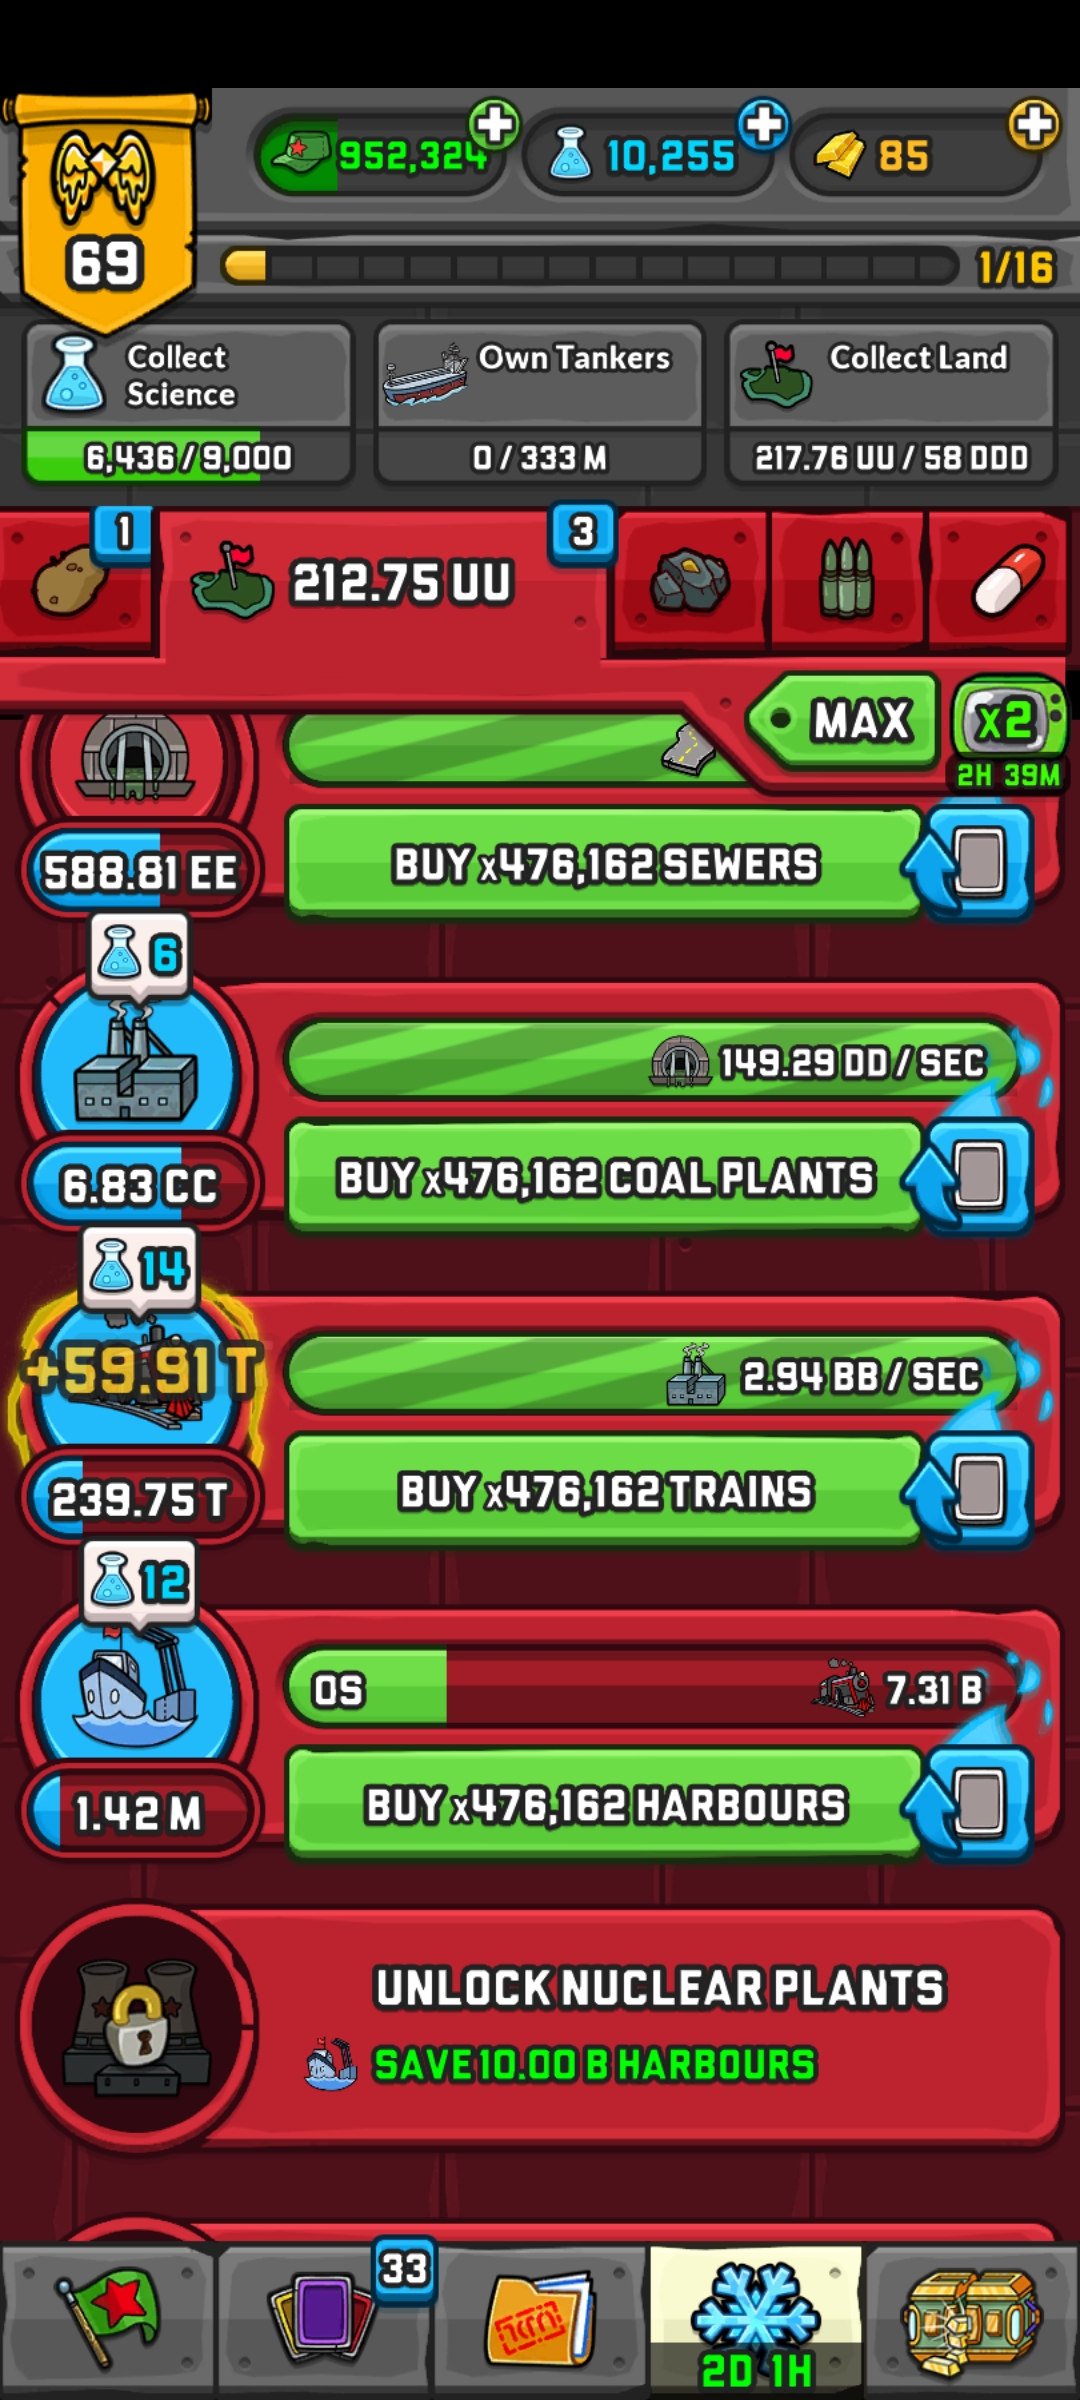 952,324
10,255
85
69
1/16
Collect
Science
6,436/9,000
Own Tankers
0/333 M
Collect Land
217.76 UU/58 DDD
1
212.75 UU
3
MAX
x2
2H 39M
588.81 EE
BUY x476,162 SEWERS
6
149.29 DD/SEC
6.83 CC
BUY x476,162 COAL PLANTS
14
+59.91 T
2.94 BB/SEC
239.75 T
BUY x476,162 TRAINS
12
0S
7.31 B
1.42 M
BUY x476,162 HARBOURS
UNLOCK NUCLEAR PLANTS
SAVE 10.00 B HARBOURS
33
2D 1H